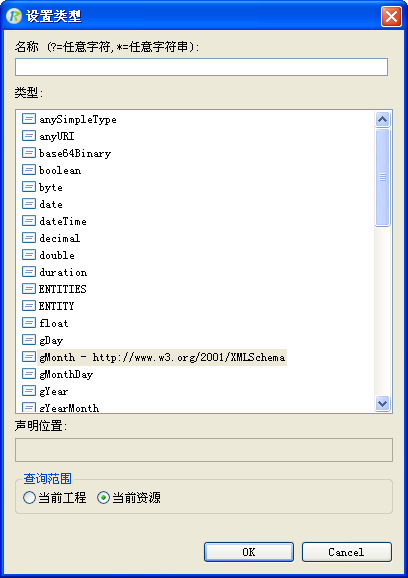 设置类型
名称 (?=任意字符,*=任意字符串):
类型:
anySimpleType
anyURI
base64Binary
boolean
byte
date
dateTime
decimal
double
duration
ENTITIES
ENTITY
float
gDay
gMonth - http://www.w3.org/2001/XMLSchema
gMonthDay
gYear
gYearMonth
声明位置:
查询范围
当前工程 当前资源
OK Cancel